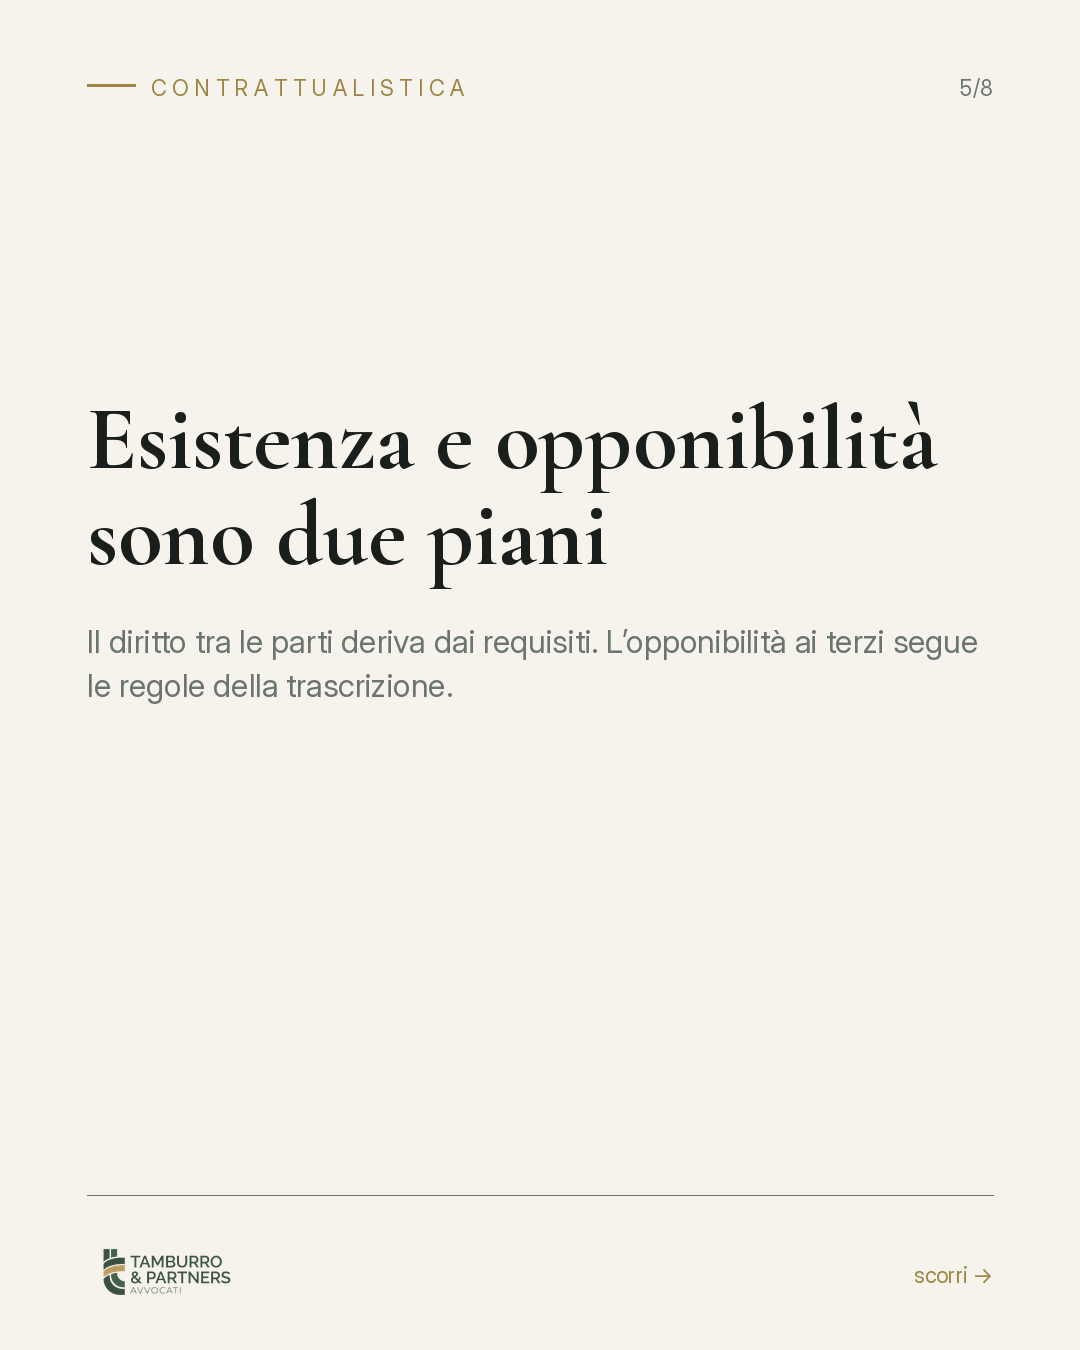 CONTRATTUALISTICA
5/8
Esistenza e opponibilità
sono due piani
Il diritto tra le parti deriva dai requisiti. L’opponibilità ai terzi segue
le regole della trascrizione.
TAMBURRO
& PARTNERS
AVVOCATI
scorri →